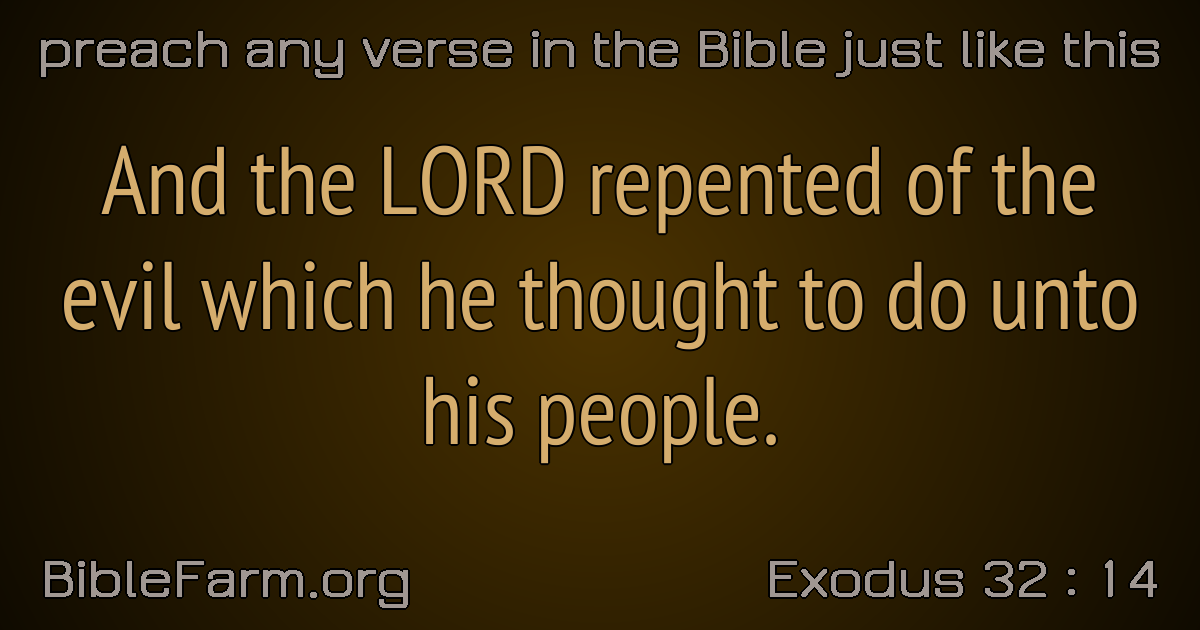 preach any verse in the Bible just like this
And the LORD repented of the
evil which he thought to do unto
his people.
BibleFarm.org
Exodus 32 : 14